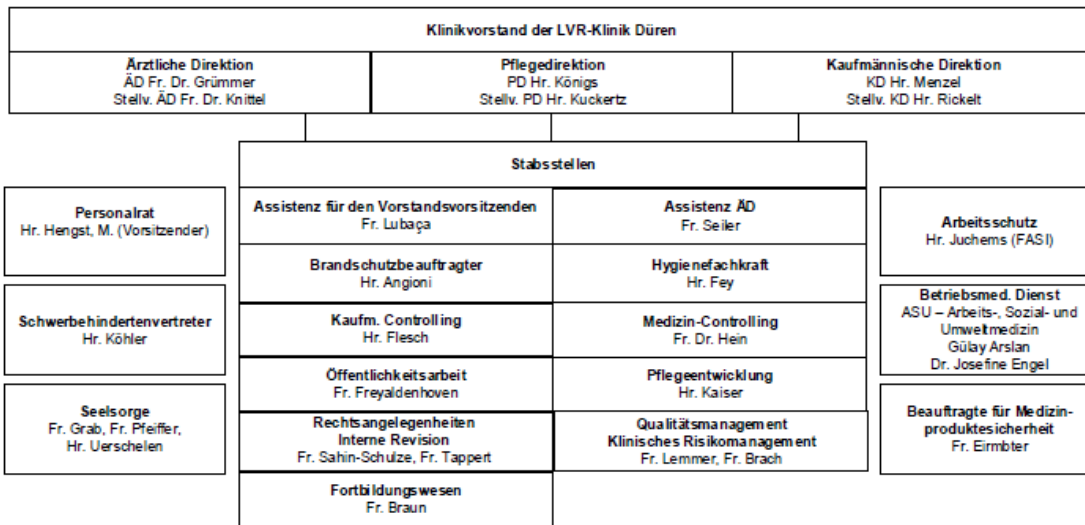 Klinikvorstand der LVR-Klinik Düren
Ärztliche Direktion
ÄD Fr. Dr. Grümmer
Stellv. ÄD Fr. Dr. Knittel
Pflegedirektion
PD Hr. Königs
Stellv. PD Hr. Kuckertz
Kaufmännische Direktion
KD Hr. Menzel
Stellv. KD Hr. Rickelt
Stabsstellen
Personalrat
Hr. Hengst, M. (Vorsitzender)
Schwerbehindertenvertreter
Hr. Köhler
Seelsorge
Fr. Grab, Fr. Pfeiffer,
Hr. Uerschelen
Assistenz für den Vorstandsvorsitzenden
Fr. Lubaça
Assistenz ÄD
Fr. Seiler
Brandschutzbeauftragter
Hr. Angioni
Hygienefachkraft
Hr. Fey
Kaufm. Controlling
Hr. Flesch
Medizin-Controlling
Fr. Dr. Hein
Öffentlichkeitsarbeit
Fr. Freyaldenhoven
Pflegeentwicklung
Hr. Kaiser
Rechtsangelegenheiten
Interne Revision
Fr. Sahin-Schulze, Fr. Tappert
Qualitätsmanagement
Klinisches Risikomanagement
Fr. Lemmer, Fr. Brach
Fortbildungswesen
Fr. Braun
Arbeitsschutz
Hr. Juchems (FASI)
Betriebsmed. Dienst
ASU – Arbeits-, Sozial- und
Umweltmedizin
Gülay Arslan
Dr. Josefine Engel
Beauftragte für Medizin-
produktesicherheit
Fr. Eirmbter